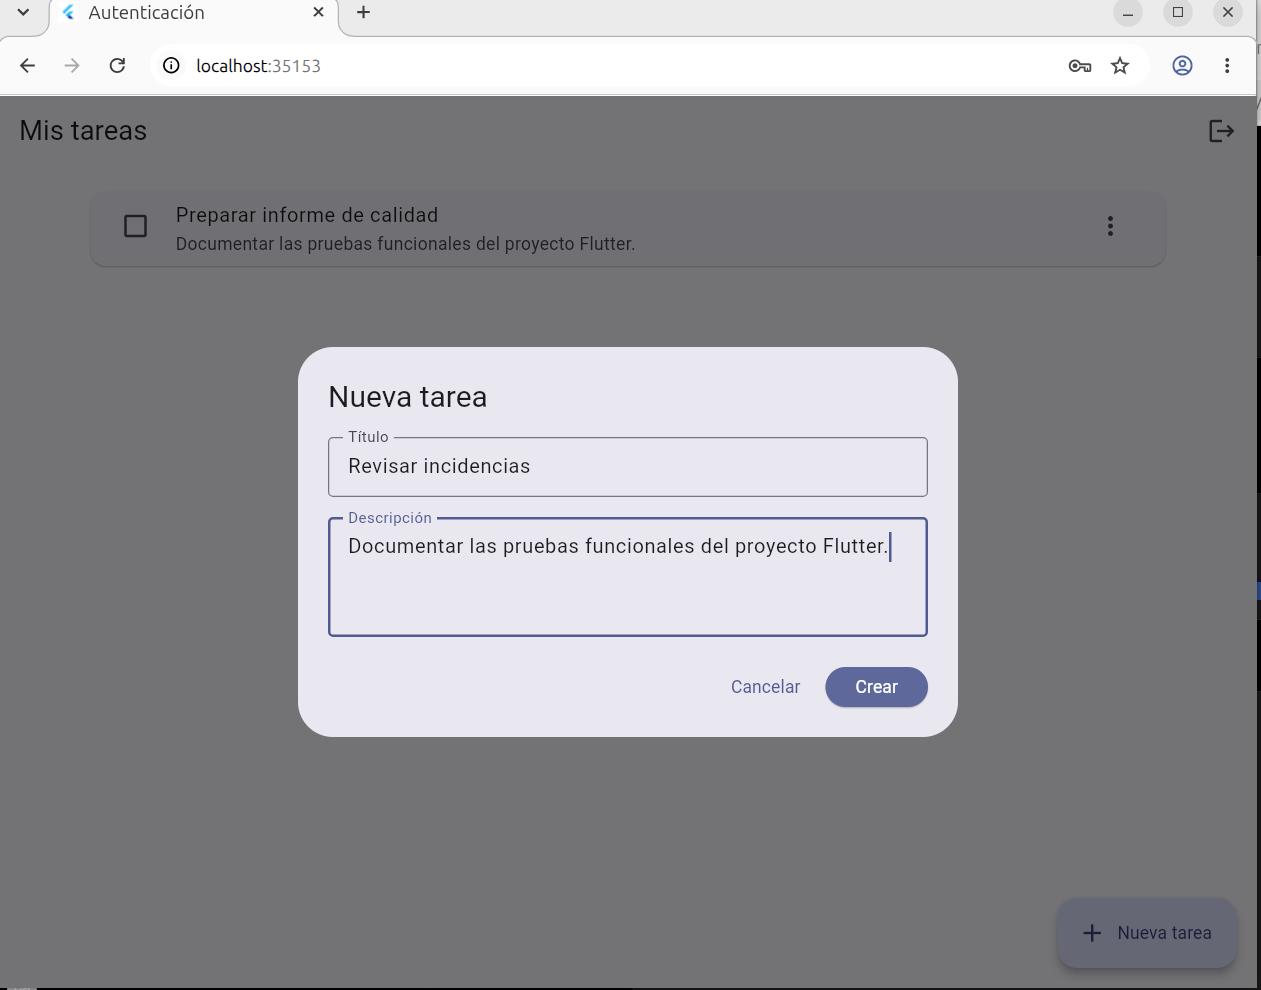 Autenticación
localhost:35153
Mis tareas
Preparar informe de calidad
Documentar las pruebas funcionales del proyecto Flutter.
Nueva tarea
Título
Revisar incidencias
Descripción
Documentar las pruebas funcionales del proyecto Flutter.
Cancelar
Crear
Nueva tarea